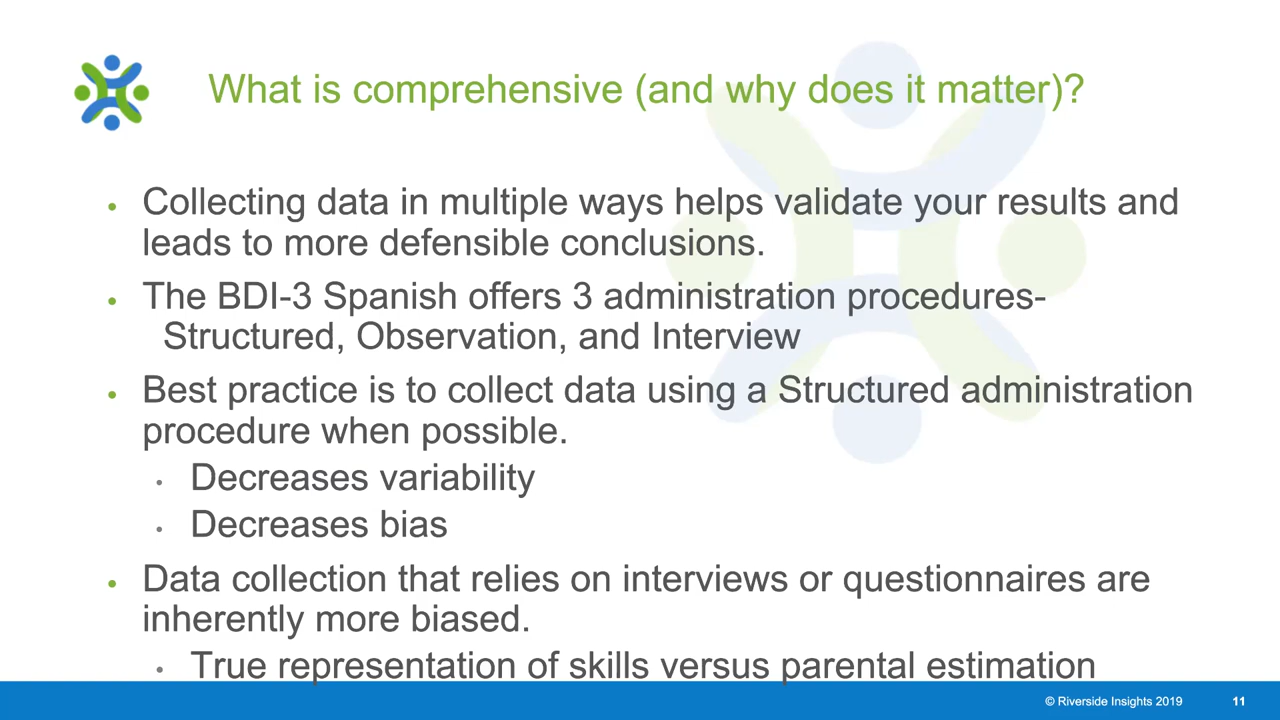 What is comprehensive (and why does it matter)?
• Collecting data in multiple ways helps validate your results and
leads to more defensible conclusions.
• The BDI-3 Spanish offers 3 administration procedures-
Structured, Observation, and Interview
• Best practice is to collect data using a Structured administration
procedure when possible.
• Decreases variability
• Decreases bias
• Data collection that relies on interviews or questionnaires are
inherently more biased.
• True representation of skills versus parental estimation
© Riverside Insights 2019 11